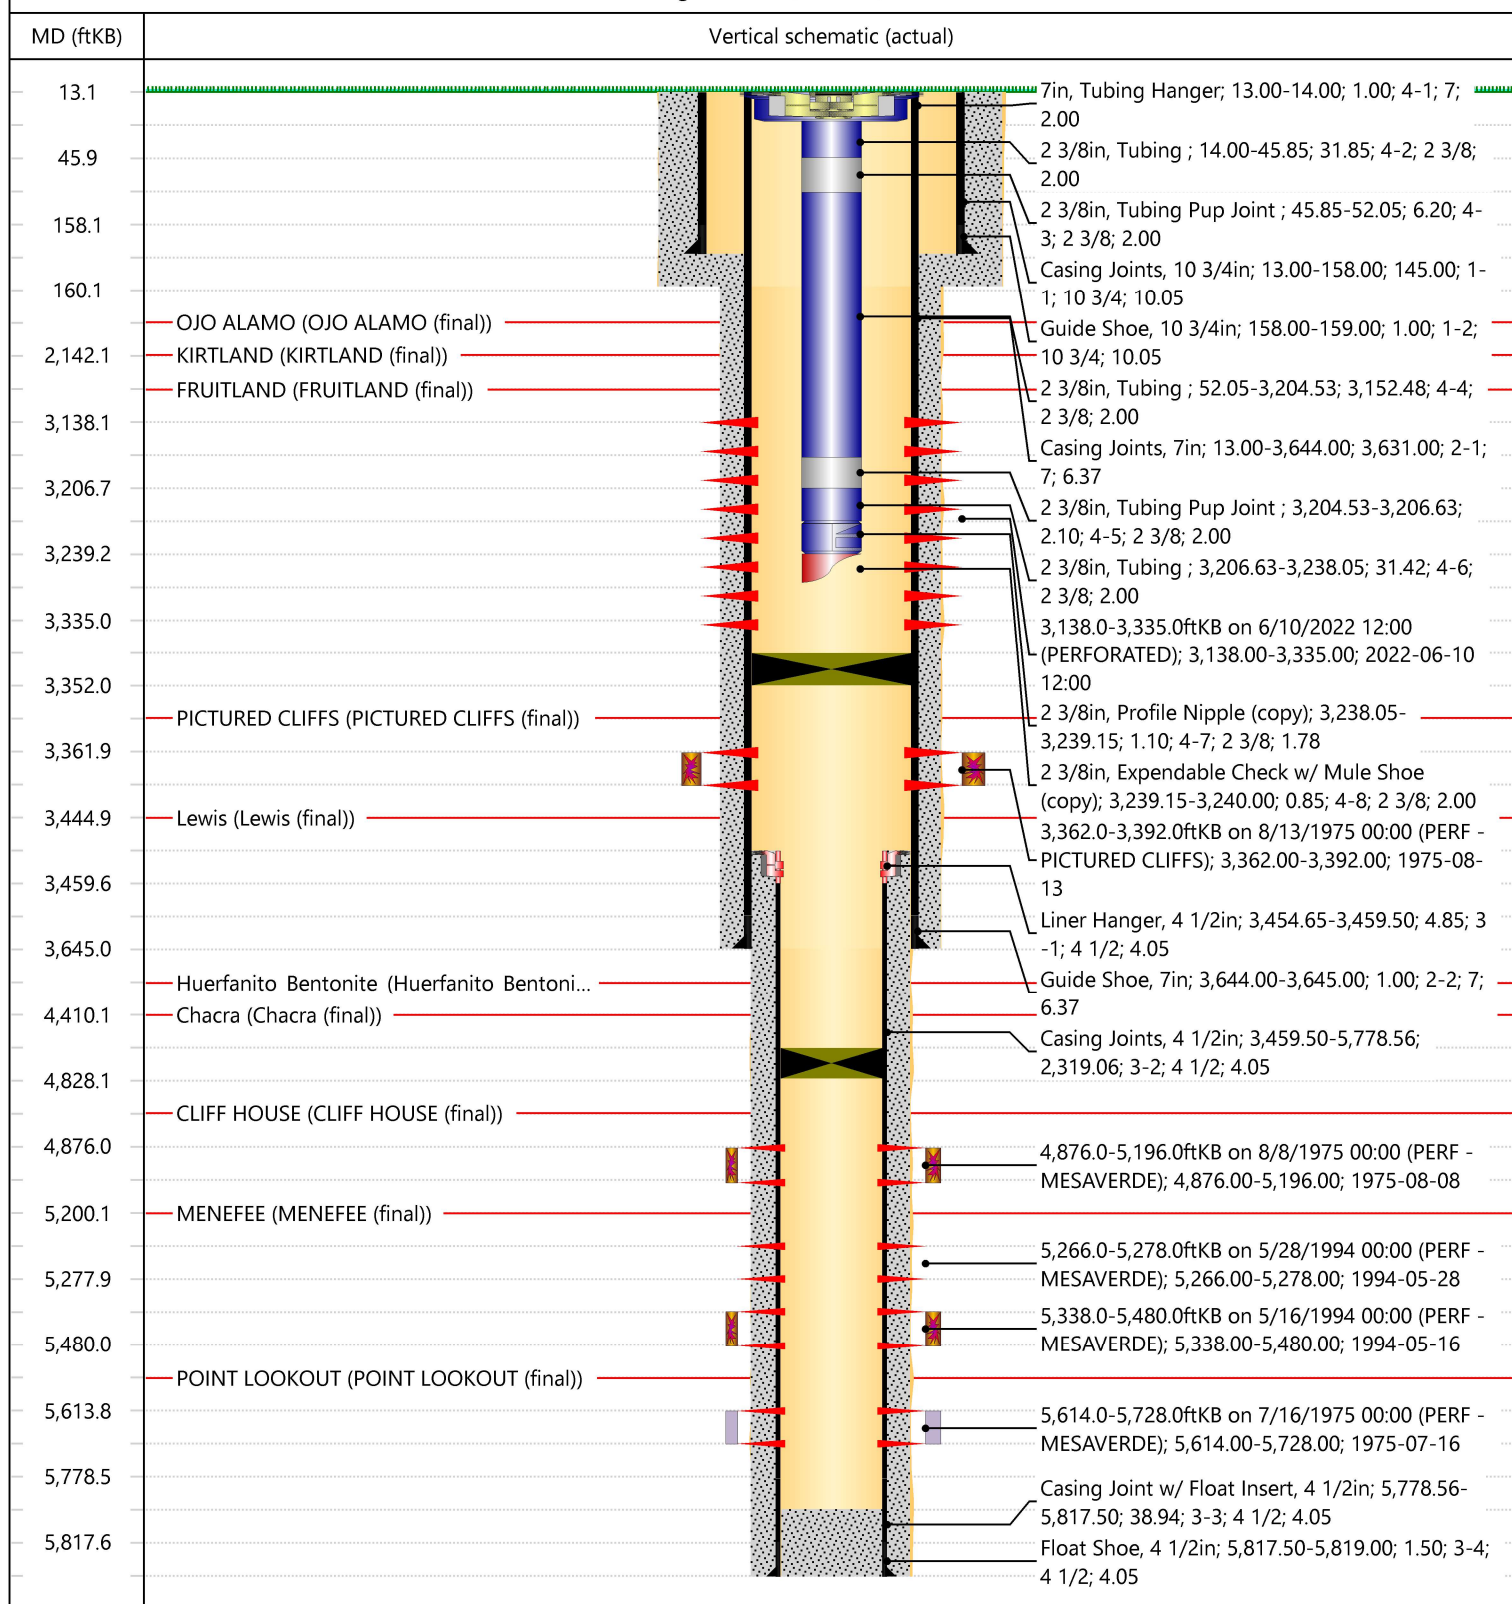 MD (ftKB)
Vertical schematic (actual)
13.1
45.9
158.1
160.1
2,142.1
3,138.1
3,206.7
3,239.2
3,335.0
3,352.0
3,361.9
3,444.9
3,459.6
3,645.0
4,410.1
4,828.1
4,876.0
5,200.1
5,277.9
5,480.0
5,613.8
5,778.5
5,817.6
OJO ALAMO (OJO ALAMO (final))
KIRTLAND (KIRTLAND (final))
FRUITLAND (FRUITLAND (final))
PICTURED CLIFFS (PICTURED CLIFFS (final))
Lewis (Lewis (final))
Huerfanito Bentonite (Huerfanito Bentoni...
Chacra (Chacra (final))
CLIFF HOUSE (CLIFF HOUSE (final))
MENEFEE (MENEFEE (final))
POINT LOOKOUT (POINT LOOKOUT (final))
7in, Tubing Hanger; 13.00-14.00; 1.00; 4-1; 7;
2.00
2 3/8in, Tubing ; 14.00-45.85; 31.85; 4-2; 2 3/8;
2.00
2 3/8in, Tubing Pup Joint ; 45.85-52.05; 6.20; 4-
3; 2 3/8; 2.00
Casing Joints, 10 3/4in; 13.00-158.00; 145.00; 1-
1; 10 3/4; 10.05
Guide Shoe, 10 3/4in; 158.00-159.00; 1.00; 1-2;
10 3/4; 10.05
2 3/8in, Tubing ; 52.05-3,204.53; 3,152.48; 4-4;
2 3/8; 2.00
Casing Joints, 7in; 13.00-3,644.00; 3,631.00; 2-1;
7; 6.37
2 3/8in, Tubing Pup Joint ; 3,204.53-3,206.63;
2.10; 4-5; 2 3/8; 2.00
2 3/8in, Tubing ; 3,206.63-3,238.05; 31.42; 4-6;
2 3/8; 2.00
3,138.0-3,335.0ftKB on 6/10/2022 12:00
(PERFORATED); 3,138.00-3,335.00; 2022-06-10
12:00
2 3/8in, Profile Nipple (copy); 3,238.05-
3,239.15; 1.10; 4-7; 2 3/8; 1.78
2 3/8in, Expendable Check w/ Mule Shoe
(copy); 3,239.15-3,240.00; 0.85; 4-8; 2 3/8; 2.00
3,362.0-3,392.0ftKB on 8/13/1975 00:00 (PERF -
PICTURED CLIFFS); 3,362.00-3,392.00; 1975-08-
13
Liner Hanger, 4 1/2in; 3,454.65-3,459.50; 4.85; 3
-1; 4 1/2; 4.05
Guide Shoe, 7in; 3,644.00-3,645.00; 1.00; 2-2; 7;
6.37
Casing Joints, 4 1/2in; 3,459.50-5,778.56;
2,319.06; 3-2; 4 1/2; 4.05
4,876.0-5,196.0ftKB on 8/8/1975 00:00 (PERF -
MESAVERDE); 4,876.00-5,196.00; 1975-08-08
5,266.0-5,278.0ftKB on 5/28/1994 00:00 (PERF -
MESAVERDE); 5,266.00-5,278.00; 1994-05-28
5,338.0-5,480.0ftKB on 5/16/1994 00:00 (PERF -
MESAVERDE); 5,338.00-5,480.00; 1994-05-16
5,614.0-5,728.0ftKB on 7/16/1975 00:00 (PERF -
MESAVERDE); 5,614.00-5,728.00; 1975-07-16
Casing Joint w/ Float Insert, 4 1/2in; 5,778.56-
5,817.50; 38.94; 3-3; 4 1/2; 4.05
Float Shoe, 4 1/2in; 5,817.50-5,819.00; 1.50; 3-4;
4 1/2; 4.05